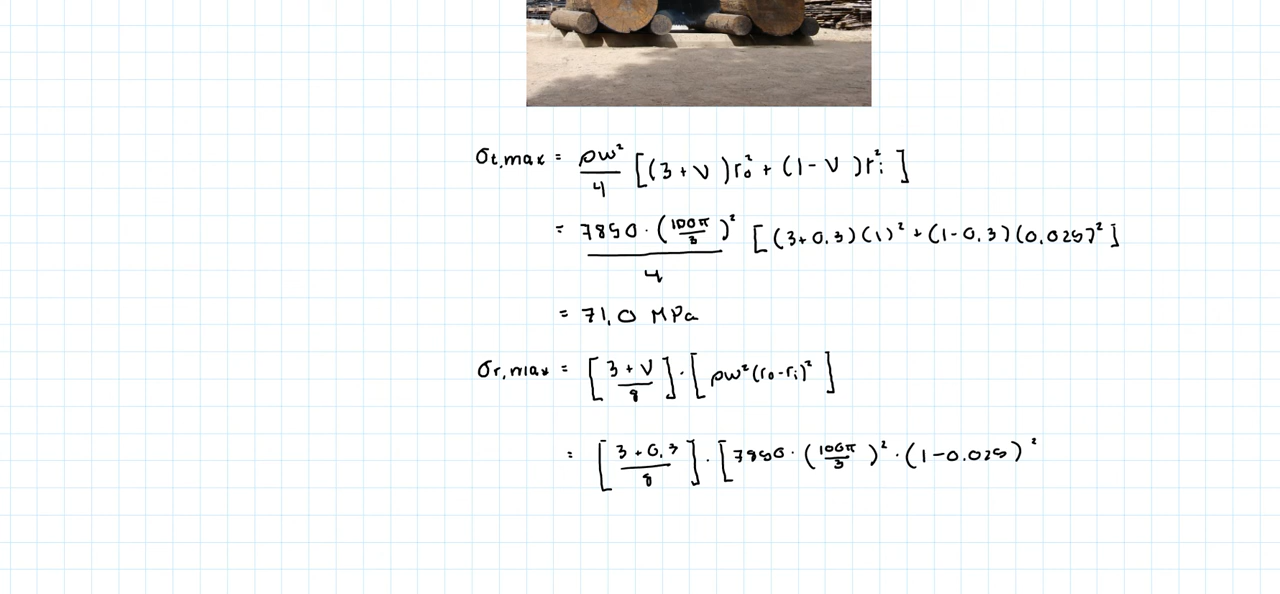 σt,max = ρω²/4 [(3+ν)ro² + (1-ν)ri²]
= 7850·(100π/3)²/4 [(3+0.3)(1)² + (1-0.3)(0.025)²]
= 71.0 MPa
σr,max = [3+ν/8]·[ρω²(ro-ri)²]
= [3+0.3/8]·[7850·(100π/3)²·(1-0.025)²